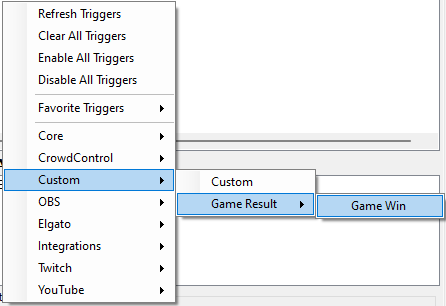 Refresh Triggers
Clear All Triggers
Enable All Triggers
Disable All Triggers
Favorite Triggers
Core
CrowdControl
Custom
OBS
Elgato
Integrations
Twitch
YouTube
Custom
Game Result
Game Win